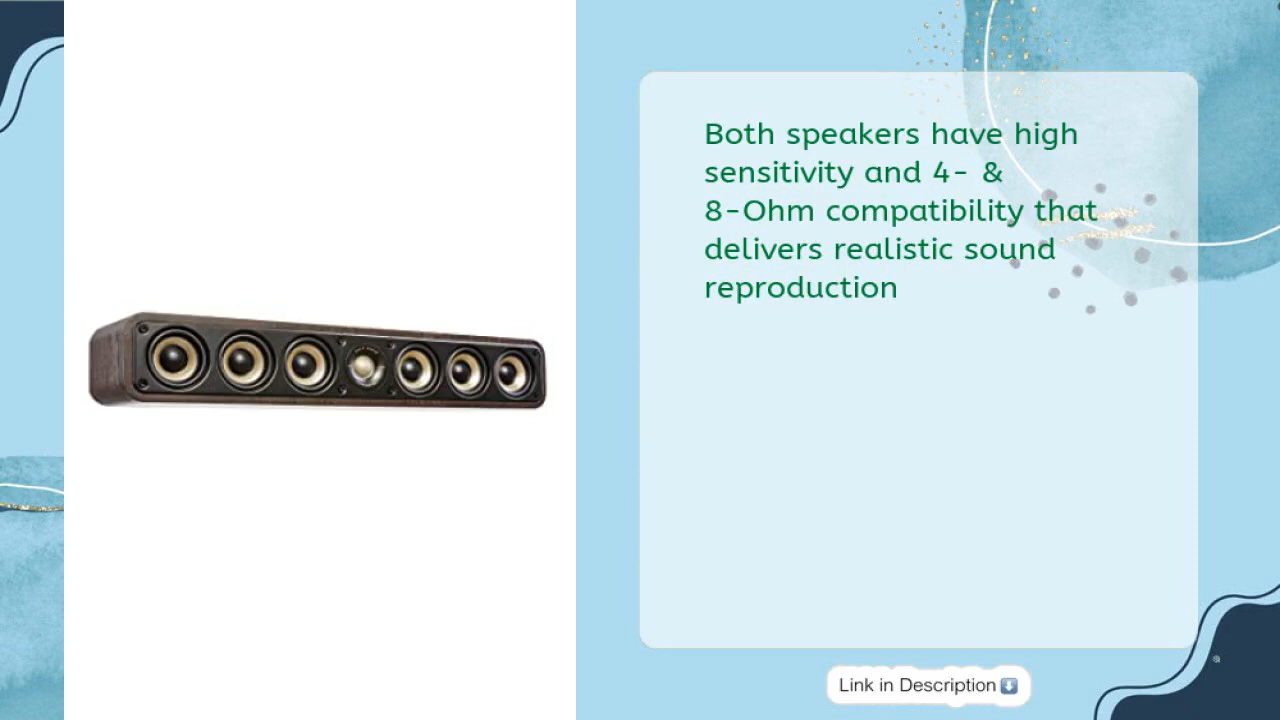 Both speakers have high
sensitivity and 4- &
8-Ohm compatibility that
delivers realistic sound
reproduction
Link in Description⬇️